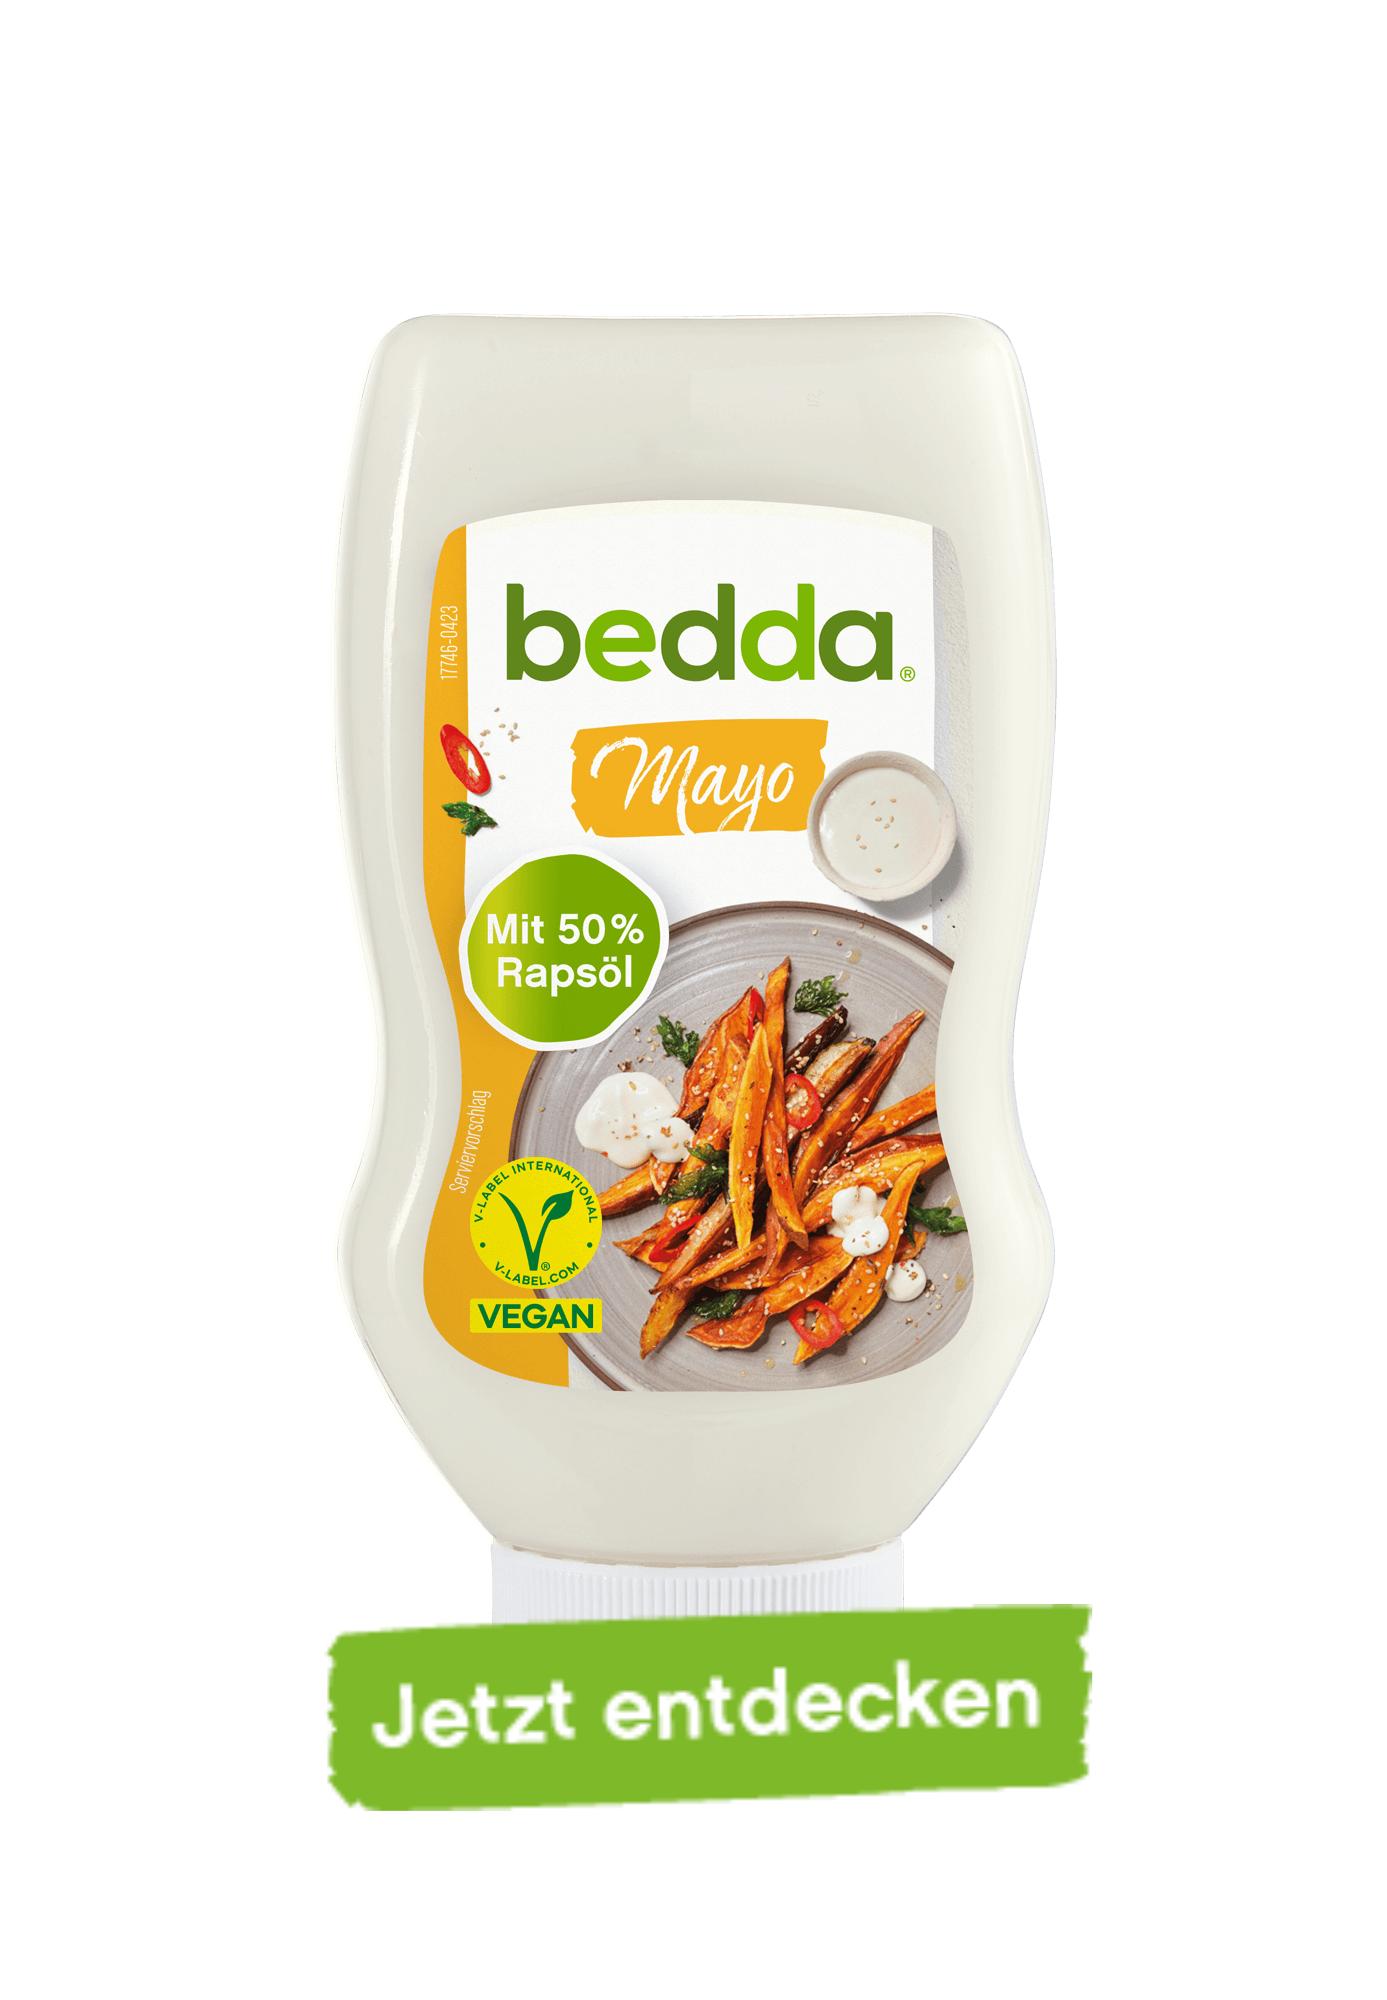 bedda®
17746-0423
Mayo
Mit 50%
Rapsöl
Serviervorschlag
V-LABEL INTERNATIONAL
V®
V-LABEL.COM
VEGAN
Jetzt entdecken